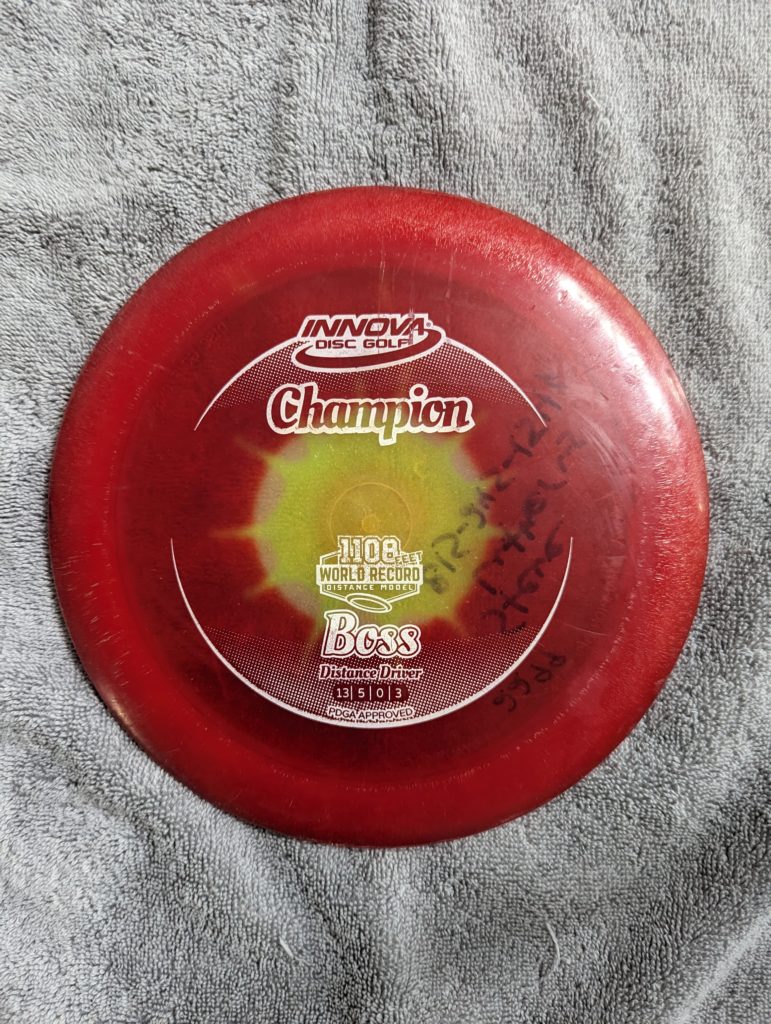 INNOVA®
DISC GOLF
Champion
1108
FEET
WORLD RECORD
DISTANCE MODEL
Boss
Distance Driver
13| 5 | 0 | 3
PDGA APPROVED